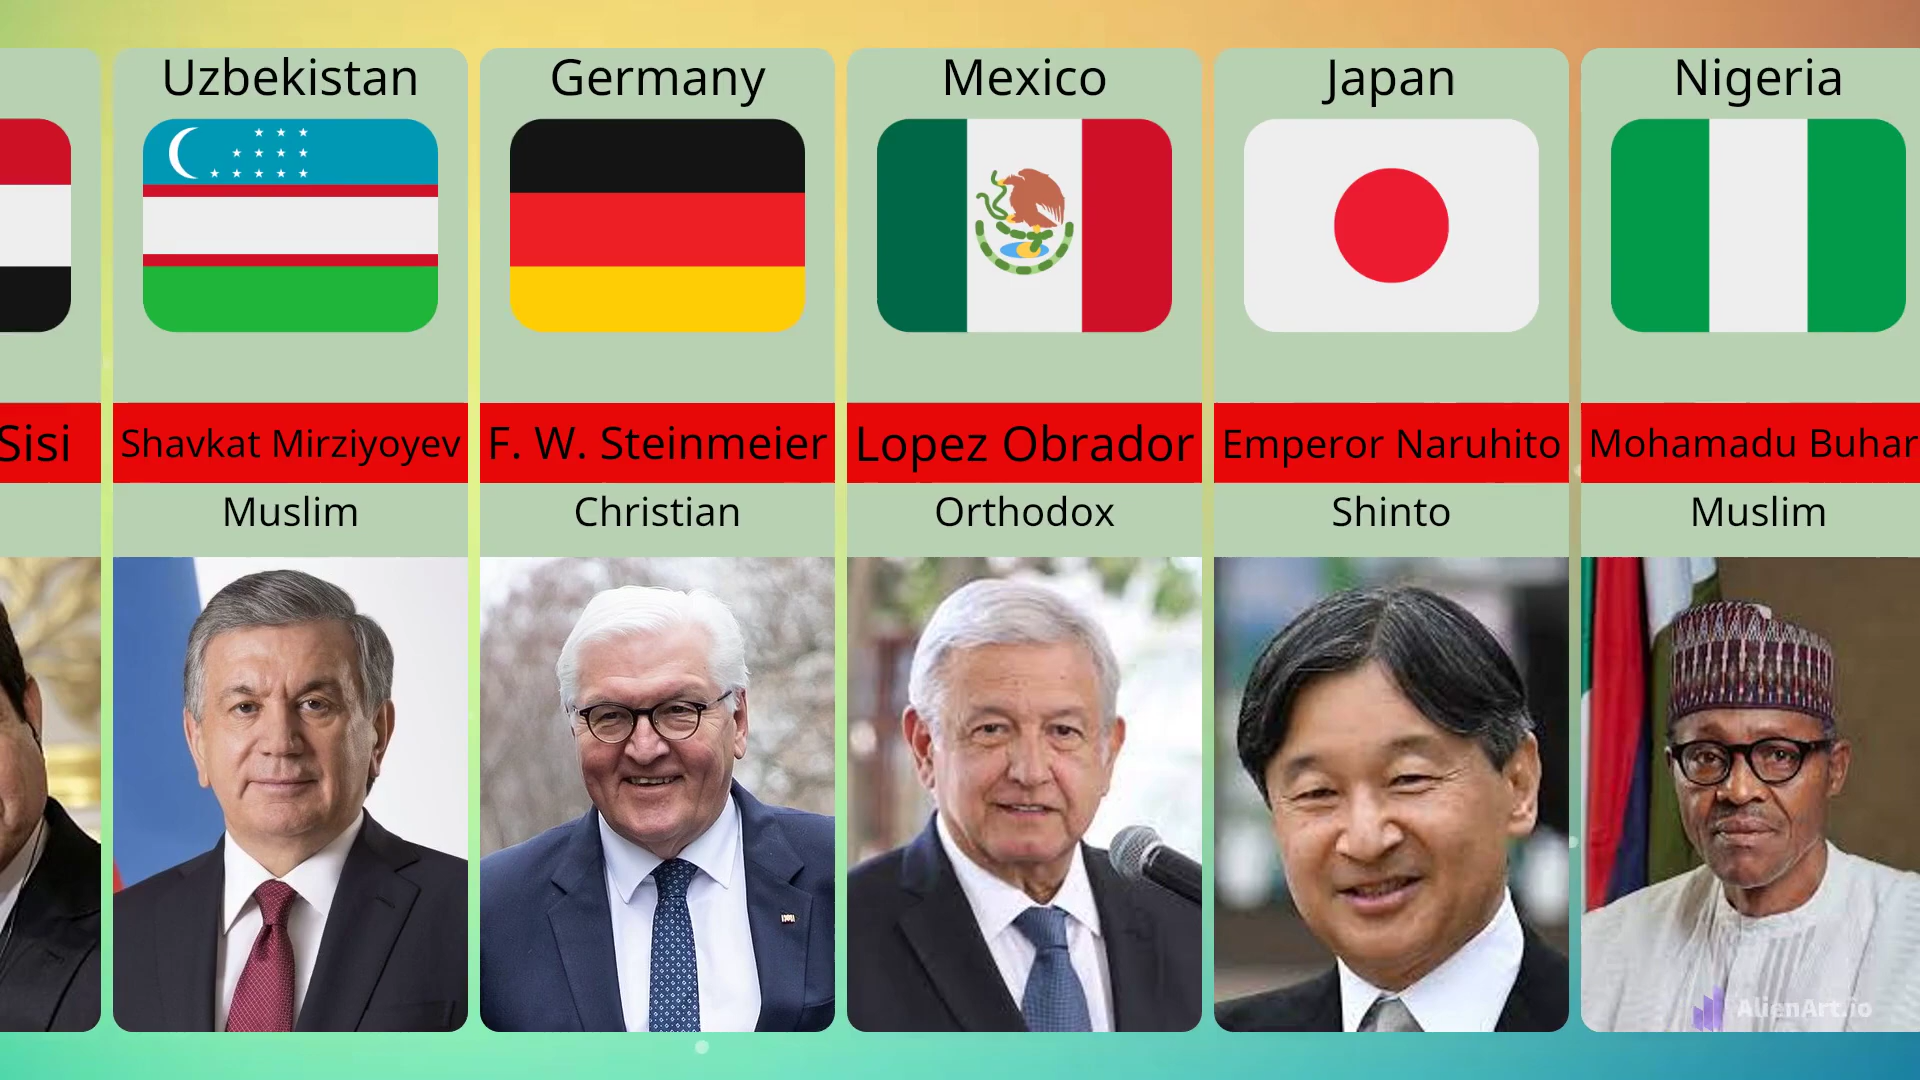 Uzbekistan
Germany
Mexico
Japan
Nigeria
Sisi
Shavkat Mirziyoyev
F. W. Steinmeier
Lopez Obrador
Emperor Naruhito
Mohamadu Buhar
Muslim
Christian
Orthodox
Shinto
Muslim
AlienArt.io